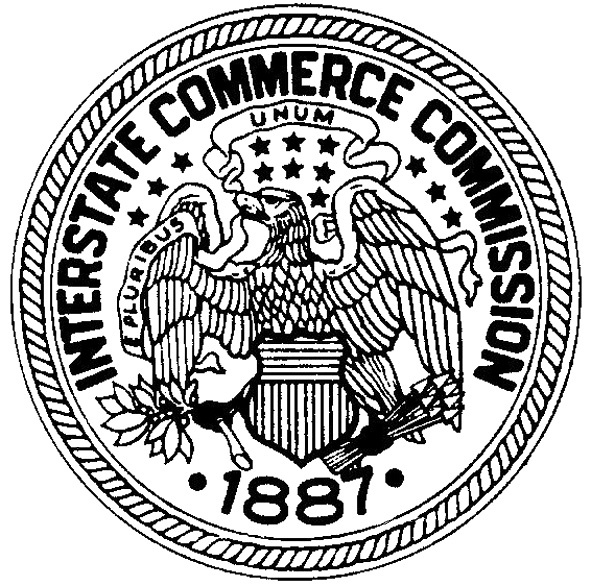 INTERSTATE COMMERCE COMMISSION
E PLURIBUS
UNUM
1887